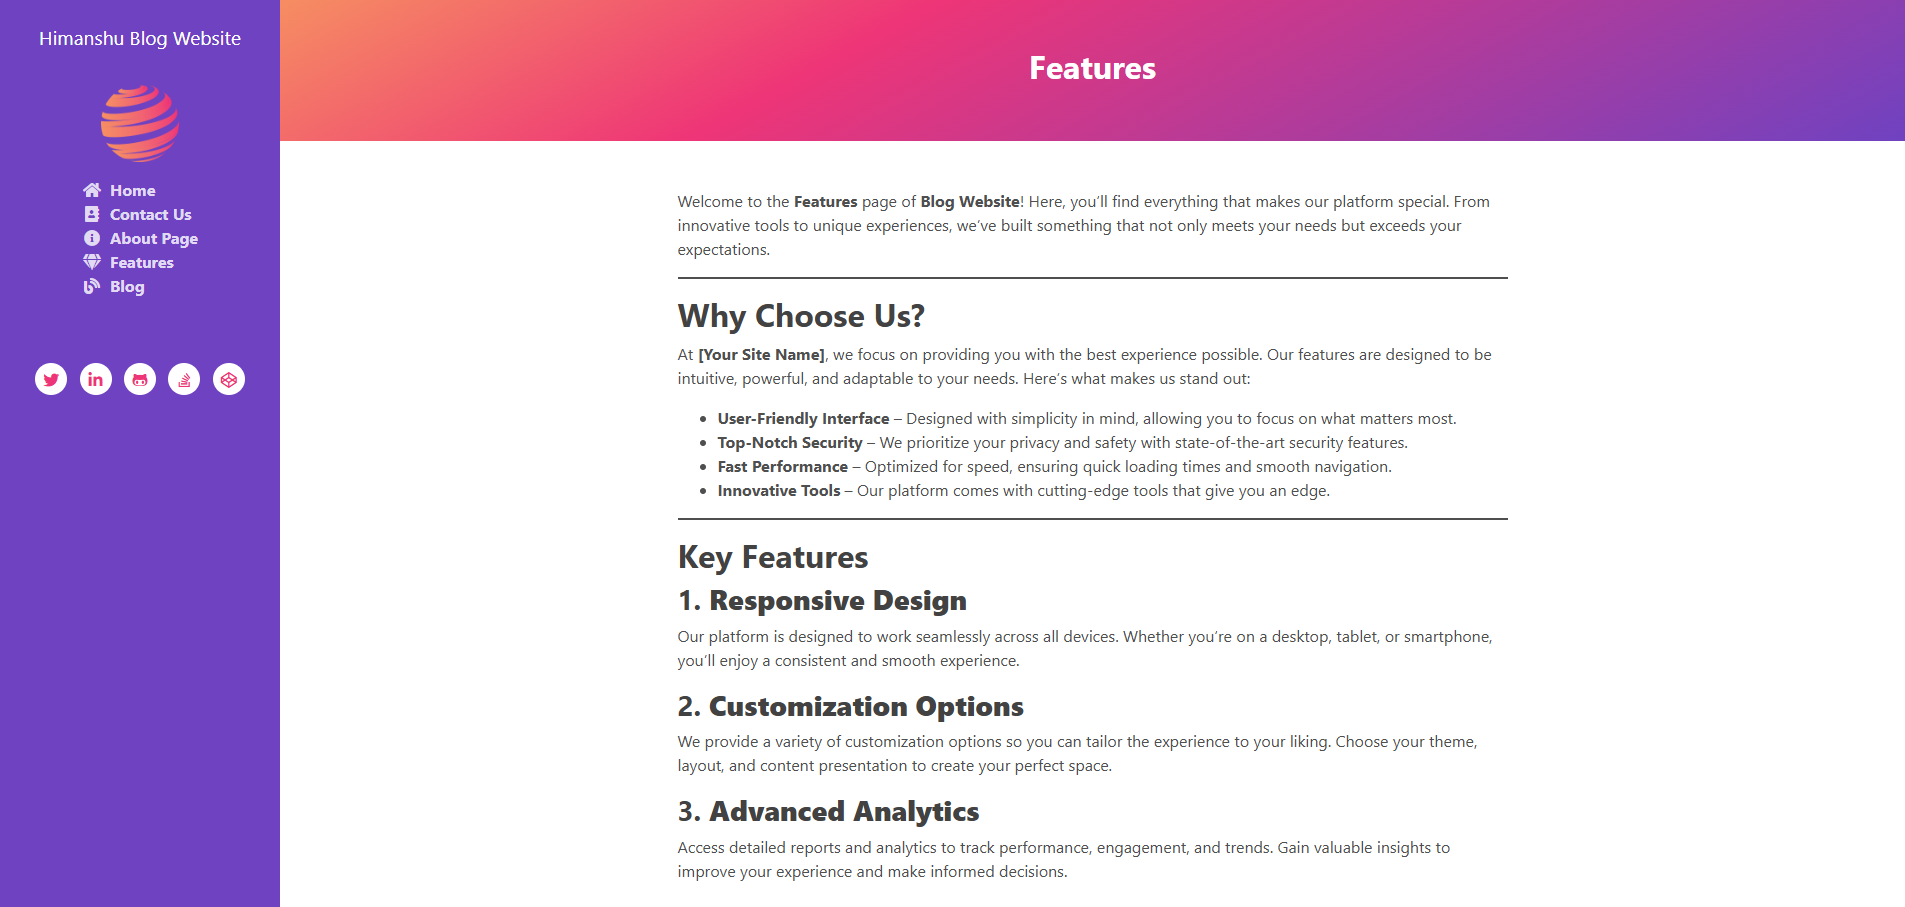 Himanshu Blog Website
Home
Contact Us
About Page
Features
Blog
Features
Welcome to the Features page of Blog Website! Here, you’ll find everything that makes our platform special. From
innovative tools to unique experiences, we’ve built something that not only meets your needs but exceeds your
expectations.
Why Choose Us?
At [Your Site Name], we focus on providing you with the best experience possible. Our features are designed to be
intuitive, powerful, and adaptable to your needs. Here’s what makes us stand out:
• User-Friendly Interface – Designed with simplicity in mind, allowing you to focus on what matters most.
• Top-Notch Security – We prioritize your privacy and safety with state-of-the-art security features.
• Fast Performance – Optimized for speed, ensuring quick loading times and smooth navigation.
• Innovative Tools – Our platform comes with cutting-edge tools that give you an edge.
Key Features
1. Responsive Design
Our platform is designed to work seamlessly across all devices. Whether you’re on a desktop, tablet, or smartphone,
you’ll enjoy a consistent and smooth experience.
2. Customization Options
We provide a variety of customization options so you can tailor the experience to your liking. Choose your theme,
layout, and content presentation to create your perfect space.
3. Advanced Analytics
Access detailed reports and analytics to track performance, engagement, and trends. Gain valuable insights to
improve your experience and make informed decisions.